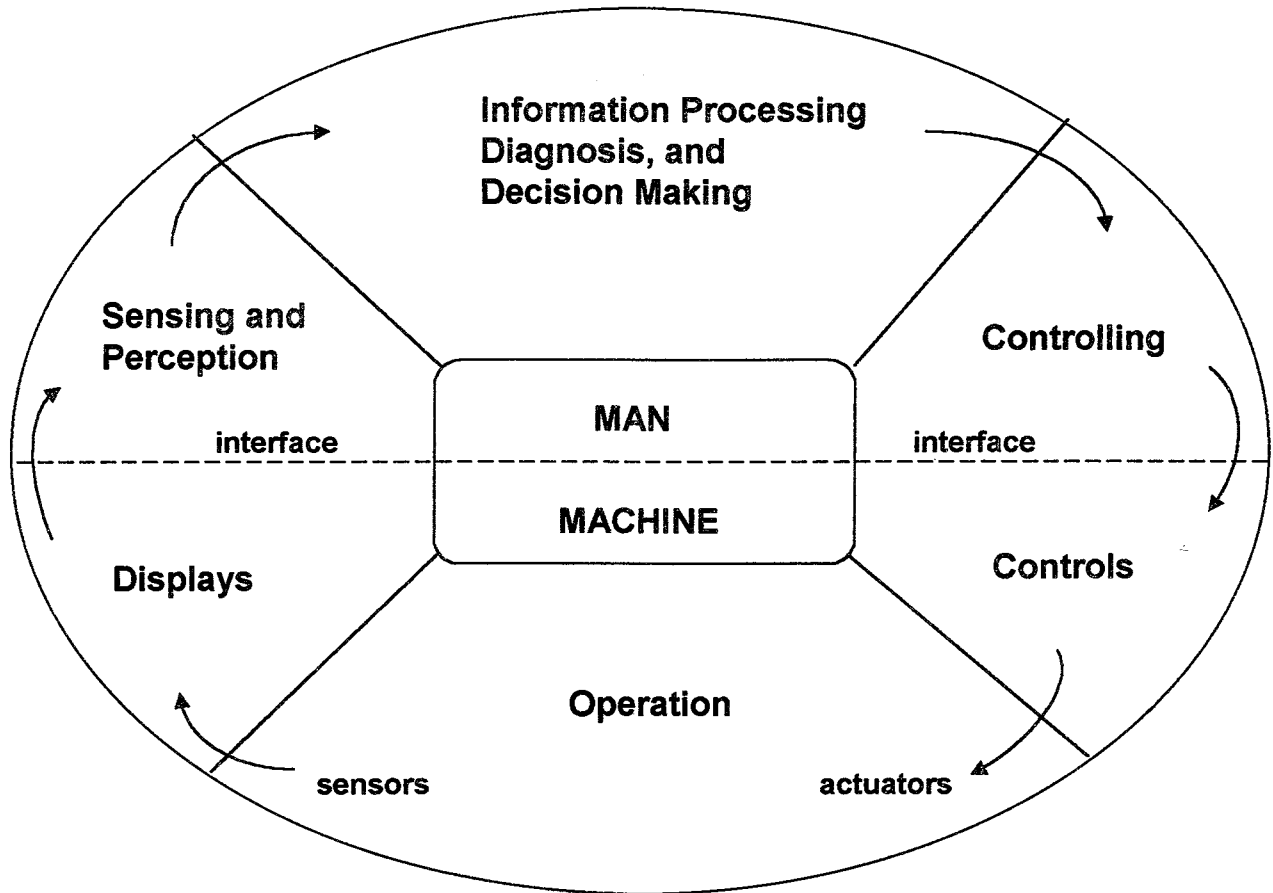 Information Processing
Diagnosis, and
Decision Making
Sensing and
Perception
Controlling
MAN
interface
interface
MACHINE
Displays
Controls
Operation
sensors
actuators